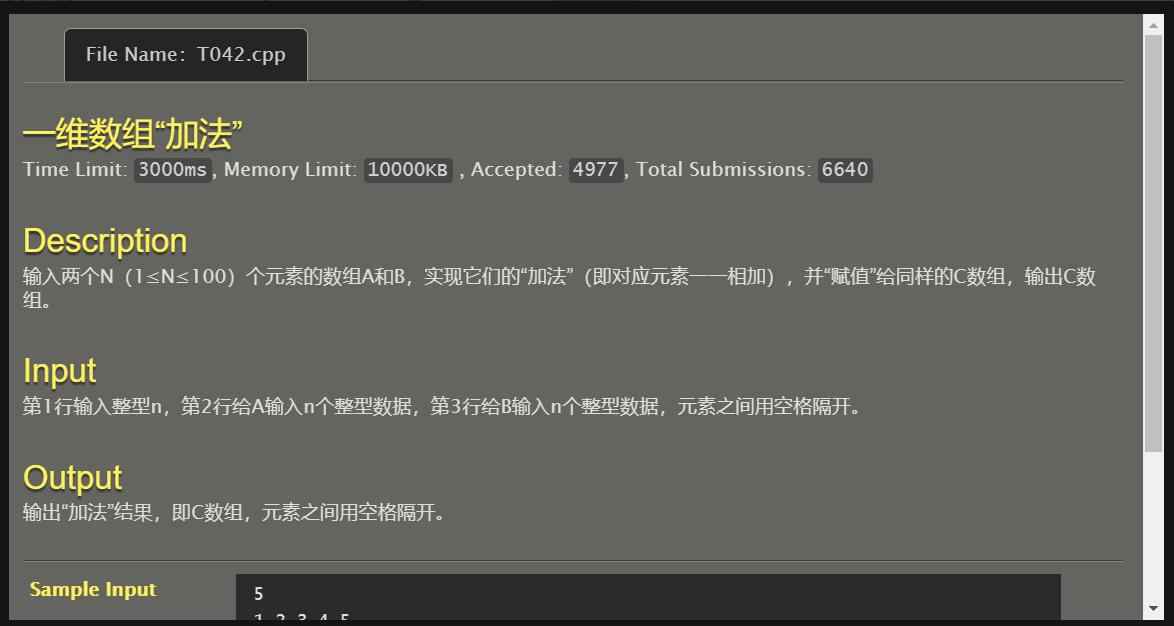 File Name：T042.cpp
一维数组“加法”
Time Limit: 3000ms, Memory Limit: 10000KB , Accepted: 4977, Total Submissions: 6640
Description
输入两个N（1≤N≤100）个元素的数组A和B，实现它们的“加法”（即对应元素一一相加），并“赋值”给同样的C数组，输出C数
组。
Input
第1行输入整型n，第2行给A输入n个整型数据，第3行给B输入n个整型数据，元素之间用空格隔开。
Output
输出“加法”结果，即C数组，元素之间用空格隔开。
Sample Input
5
1 2 3 4 5